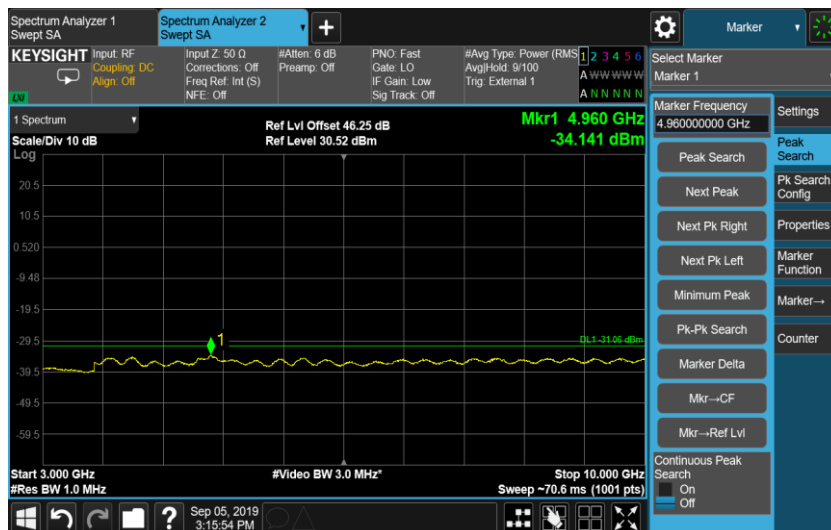 Spectrum Analyzer 1
Swept SA
Spectrum Analyzer 2
Swept SA
Marker
KEYSIGHT
Input: RF
Coupling: DC
Align: Off
Input Z: 50 Ω
Corrections: Off
Freq Ref: Int (S)
NFE: Off
#Atten: 6 dB
Preamp: Off
PNO: Fast
Gate: LO
IF Gain: Low
Sig Track: Off
#Avg Type: Power (RMS
Avg|Hold: 9/100
Trig: External 1
1 2 3 4 5 6
A W W W W W
A N N N N N
LXI
Select Marker
Marker 1
1 Spectrum
Scale/Div 10 dB
Log
Ref Lvl Offset 46.25 dB
Ref Level 30.52 dBm
Mkr1 4.960 GHz
-34.141 dBm
20.5
10.5
0.520
-9.48
-19.5
-29.5
-39.5
-49.5
-59.5
1
DL1 -31.06 dBm
Start 3.000 GHz
#Res BW 1.0 MHz
#Video BW 3.0 MHz*
Stop 10.000 GHz
Sweep ~70.6 ms (1001 pts)
Marker Frequency
4.960000000 GHz
Peak Search
Next Peak
Next Pk Right
Next Pk Left
Minimum Peak
Pk-Pk Search
Marker Delta
Mkr→CF
Mkr→Ref Lvl
Continuous Peak
Search
On
Off
Settings
Peak
Search
Pk Search
Config
Properties
Marker
Function
Marker→
Counter
?
Sep 05, 2019
3:15:54 PM